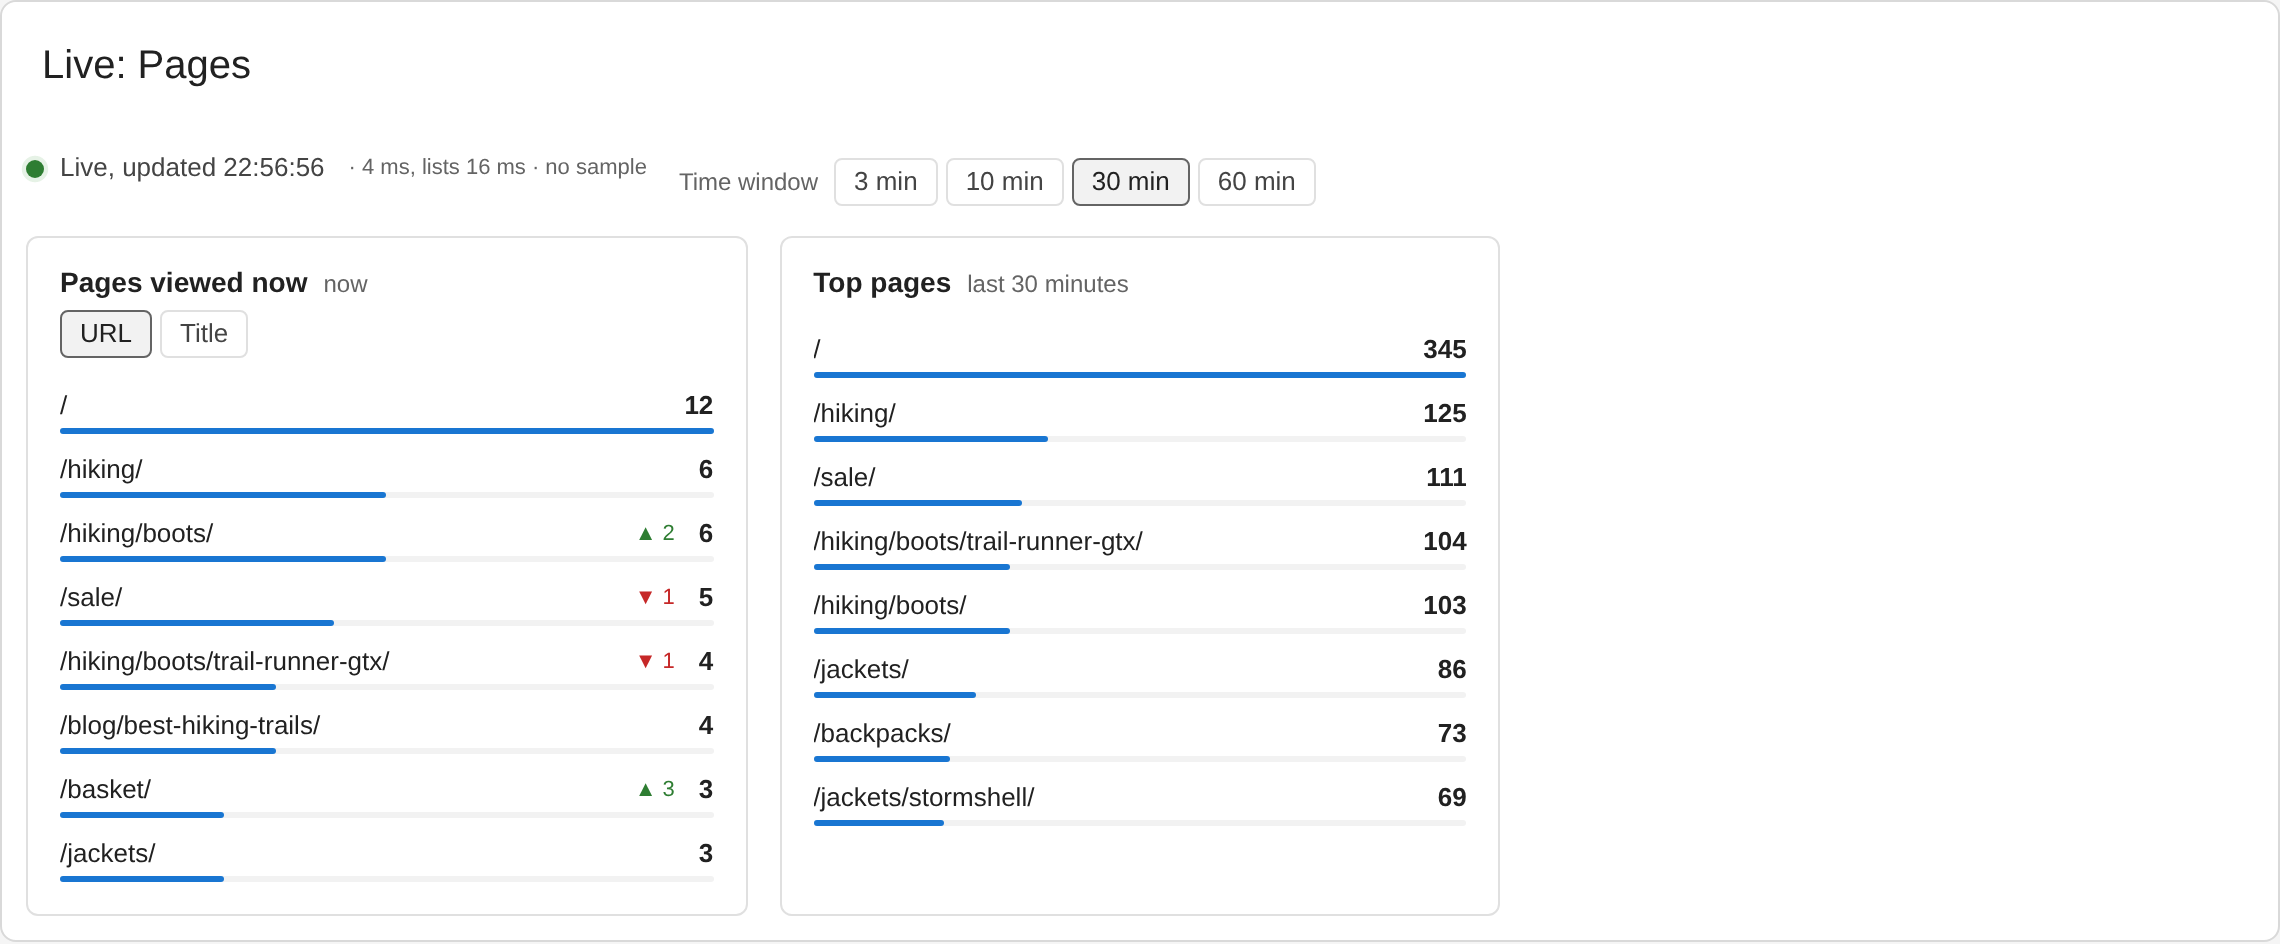 Live: Pages
Live, updated 22:56:56 · 4 ms, lists 16 ms · no sample Time window 3 min 10 min 30 min 60 min
Pages viewed now now
URL Title
/ 12
/hiking/ 6
/hiking/boots/ ▲ 2 6
/sale/ ▼ 1 5
/hiking/boots/trail-runner-gtx/ ▼ 1 4
/blog/best-hiking-trails/ 4
/basket/ ▲ 3 3
/jackets/ 3
Top pages last 30 minutes
/ 345
/hiking/ 125
/sale/ 111
/hiking/boots/trail-runner-gtx/ 104
/hiking/boots/ 103
/jackets/ 86
/backpacks/ 73
/jackets/stormshell/ 69